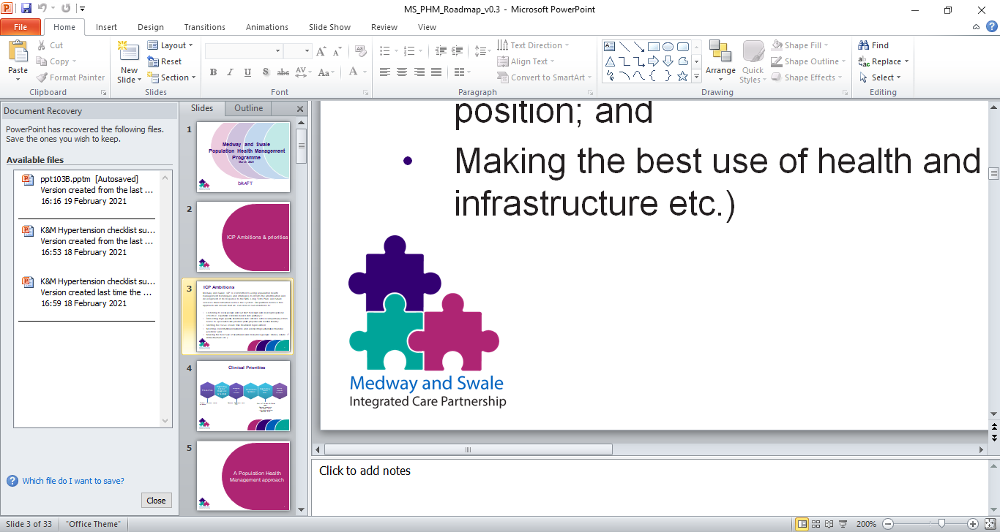 MS_PHM_Roadmap_v0.3 - Microsoft PowerPoint
File Home Insert Design Transitions Animations Slide Show Review View
Paste
Cut
Copy
Format Painter
Clipboard
New
Slide
Layout
Reset
Section
Slides
B I U S abc AV Aa A
Font
Text Direction
Align Text
Convert to SmartArt
Paragraph
Arrange
Quick
Styles
Shape Fill
Shape Outline
Shape Effects
Drawing
Find
Replace
Select
Editing
Document Recovery
PowerPoint has recovered the following files.
Save the ones you wish to keep.
Available files
ppt103B.pptm [Autosaved]
Version created from the last ...
16:16 19 February 2021
K&M Hypertension checklist su...
Version created from the last ...
16:53 18 February 2021
K&M Hypertension checklist su...
Version created last time the ...
16:59 18 February 2021
Which file do I want to save?
Close
Slides Outline
1
Medway and Swale
Population Health Management
Programme
March 2021
DRAFT
2
ICP Ambitions & priorities
3
ICP Ambitions
4
Clinical Priorities
5
A Population Health
Management approach
position; and
• Making the best use of health and
infrastructure etc.)
Medway and Swale
Integrated Care Partnership
Click to add notes
Slide 3 of 33
"Office Theme"
200%